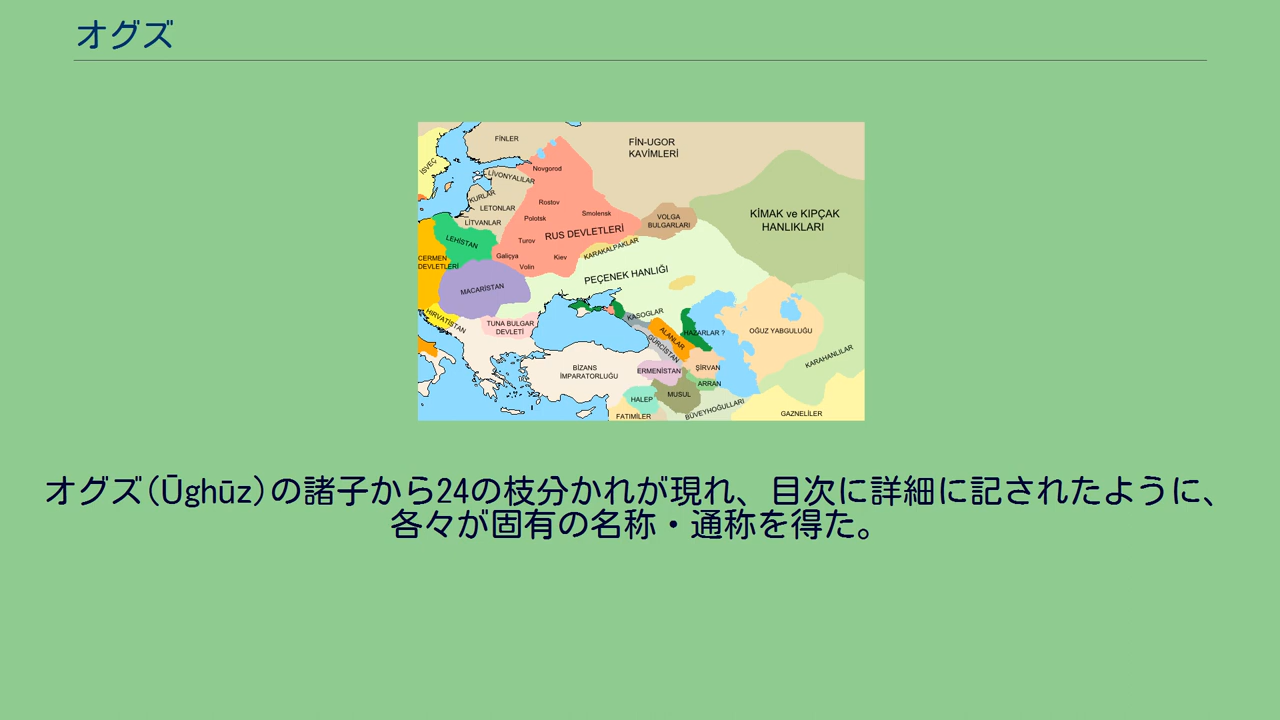 オグズ
FİNLER
FİN-UGOR
KAVİMLERİ
İSVEÇ
Novgorod
LİVONYALILAR
KURLAR
LETONLAR
LİTVANLAR
Rostov
Polotsk
Smolensk
VOLGA
BULGARLARI
KİMAK ve KIPÇAK
HANLIKLARI
LEHİSTAN
Turov
RUS DEVLETLERİ
Galiçya
Kiev
KARAKALPAKLAR
CERMEN
DEVLETLERİ
Volin
PEÇENEK HANLIĞI
MACARİSTAN
HIRVATİSTAN
TUNA BULGAR
DEVLETİ
KASOGLAR
ALANLAR
HAZARLAR ?
OĞUZ YABGULUĞU
GÜRCİSTAN
KARAHANLILAR
BİZANS
İMPARATORLUĞU
ERMENİSTAN
ŞİRVAN
ARRAN
HALEP
MUSUL
BÜVEYHOĞULLARI
FATIMİLER
GAZNELİLER
オグズ(Ūghūz)の諸子から24の枝分かれが現れ、目次に詳細に記されたように、
各々が固有の名称・通称を得た。